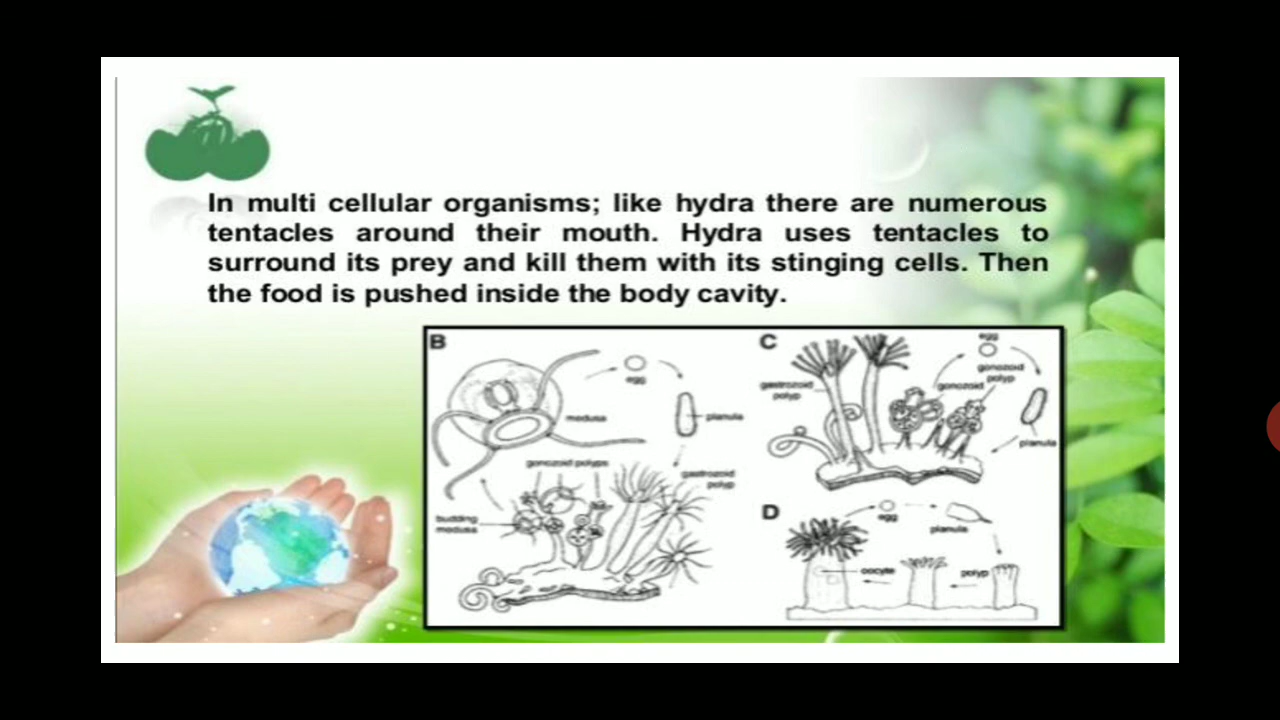 In multi cellular organisms; like hydra there are numerous
tentacles around their mouth. Hydra uses tentacles to
surround its prey and kill them with its stinging cells. Then
the food is pushed inside the body cavity.
B
egg
medusa
planula
gonozoid polyps
gastrozoid
polyp
budding
medusa
C
egg
gonozoid
polyp
gastrozoid
polyp
gonozoid
planula
D
egg
planula
oocyte
polyp